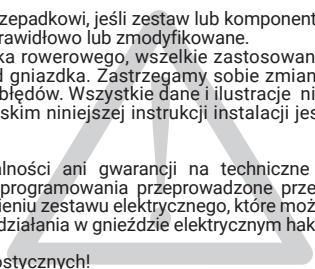 rzepadkowi, jeśli zestaw lub komponent
rawidłowo lub zmodyfikowane.
ka rowerowego, wszelkie zastosowan
d gniazdka. Zastrzegamy sobie zmian
błędów. Wszystkie dane i ilustracje ni
skim niniejszej instrukcji instalacji jes
alności ani gwarancji na techniczne
programowania przeprowadzone prze
ieniu zestawu elektrycznego, które moż
działania w gnieździe elektrycznym hak
ostycznych!